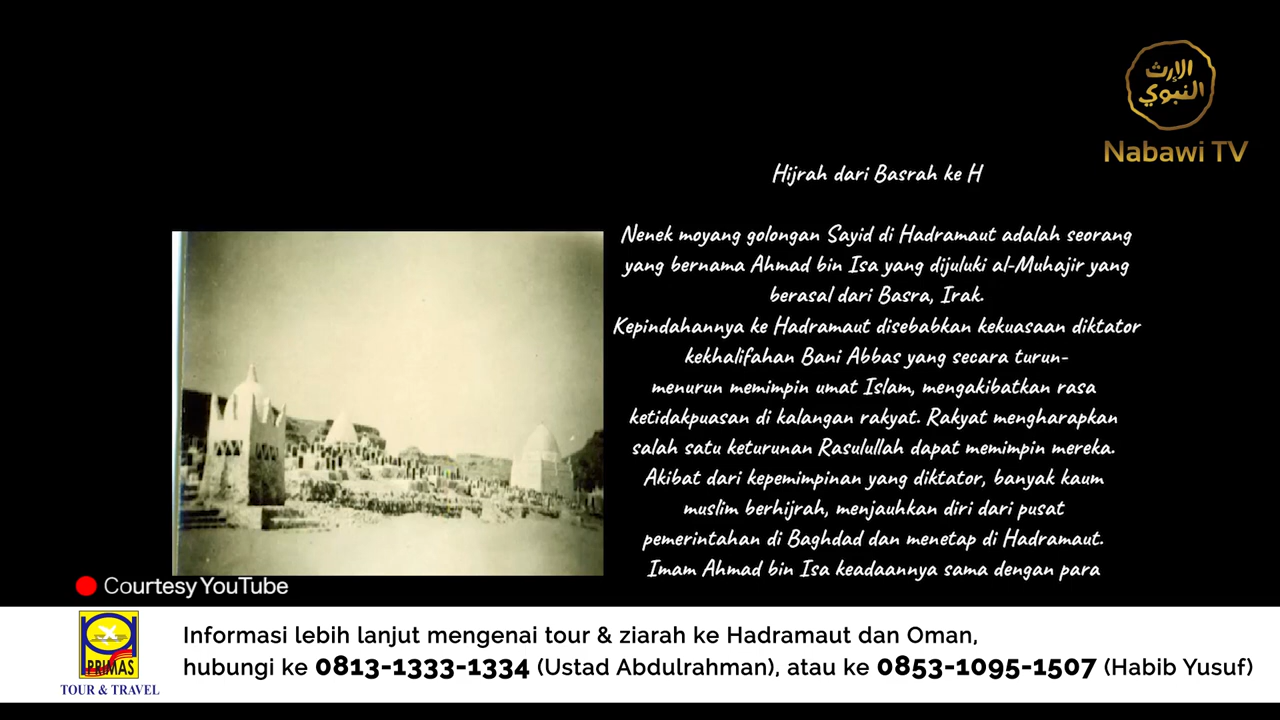 الإرث
النبوي
Nabawi TV
Hijrah dari Basrah ke H
Nenek moyang golongan Sayid di Hadramaut adalah seorang
yang bernama Ahmad bin Isa yang dijuluki al-Muhajir yang
berasal dari Basra, Irak.
Kepindahannya ke Hadramaut disebabkan kekuasaan diktator
kekhalifahan Bani Abbas yang secara turun-
menurun memimpin umat Islam, mengakibatkan rasa
ketidakpuasan di kalangan rakyat. Rakyat mengharapkan
salah satu keturunan Rasulullah dapat memimpin mereka.
Akibat dari kepemimpinan yang diktator, banyak kaum
muslim berhijrah, menjauhkan diri dari pusat
pemerintahan di Baghdad dan menetap di Hadramaut.
Imam Ahmad bin Isa keadaannya sama dengan para
Courtesy YouTube
PRIMAS
TOUR & TRAVEL
Informasi lebih lanjut mengenai tour & ziarah ke Hadramaut dan Oman,
hubungi ke 0813-1333-1334 (Ustad Abdulrahman), atau ke 0853-1095-1507 (Habib Yusuf)